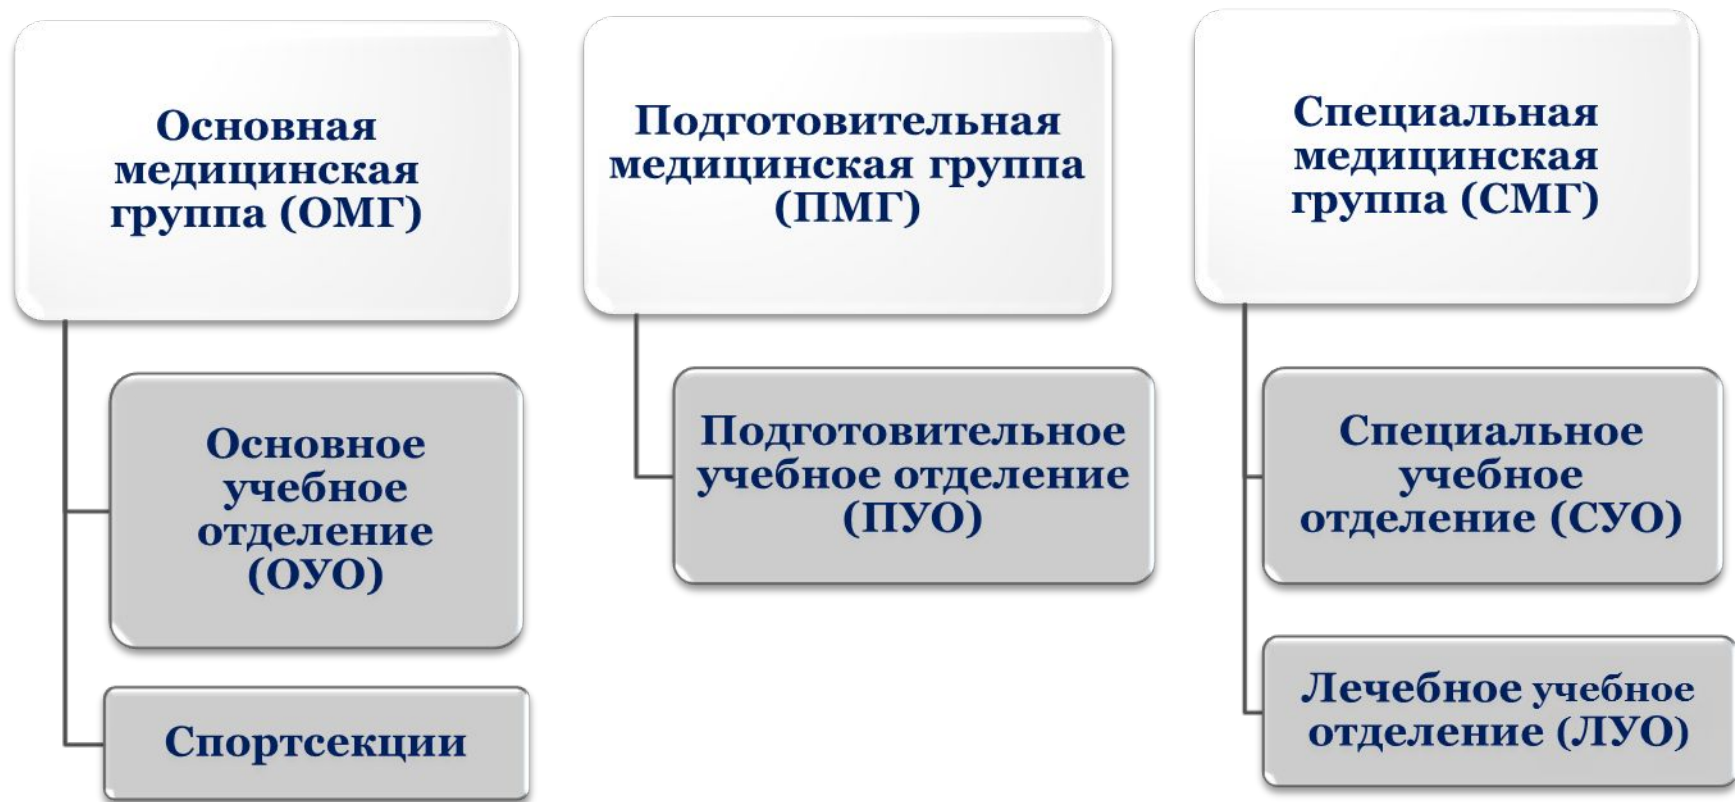 Основная
медицинская
группа (ОМГ)
Основное
учебное
отделение
(ОУО)
Спортсекции
Подготовительная
медицинская группа
(ПМГ)
Подготовительное
учебное отделение
(ПУО)
Специальная
медицинская
группа (СМГ)
Специальное
учебное
отделение (СУО)
Лечебное учебное
отделение (ЛУО)